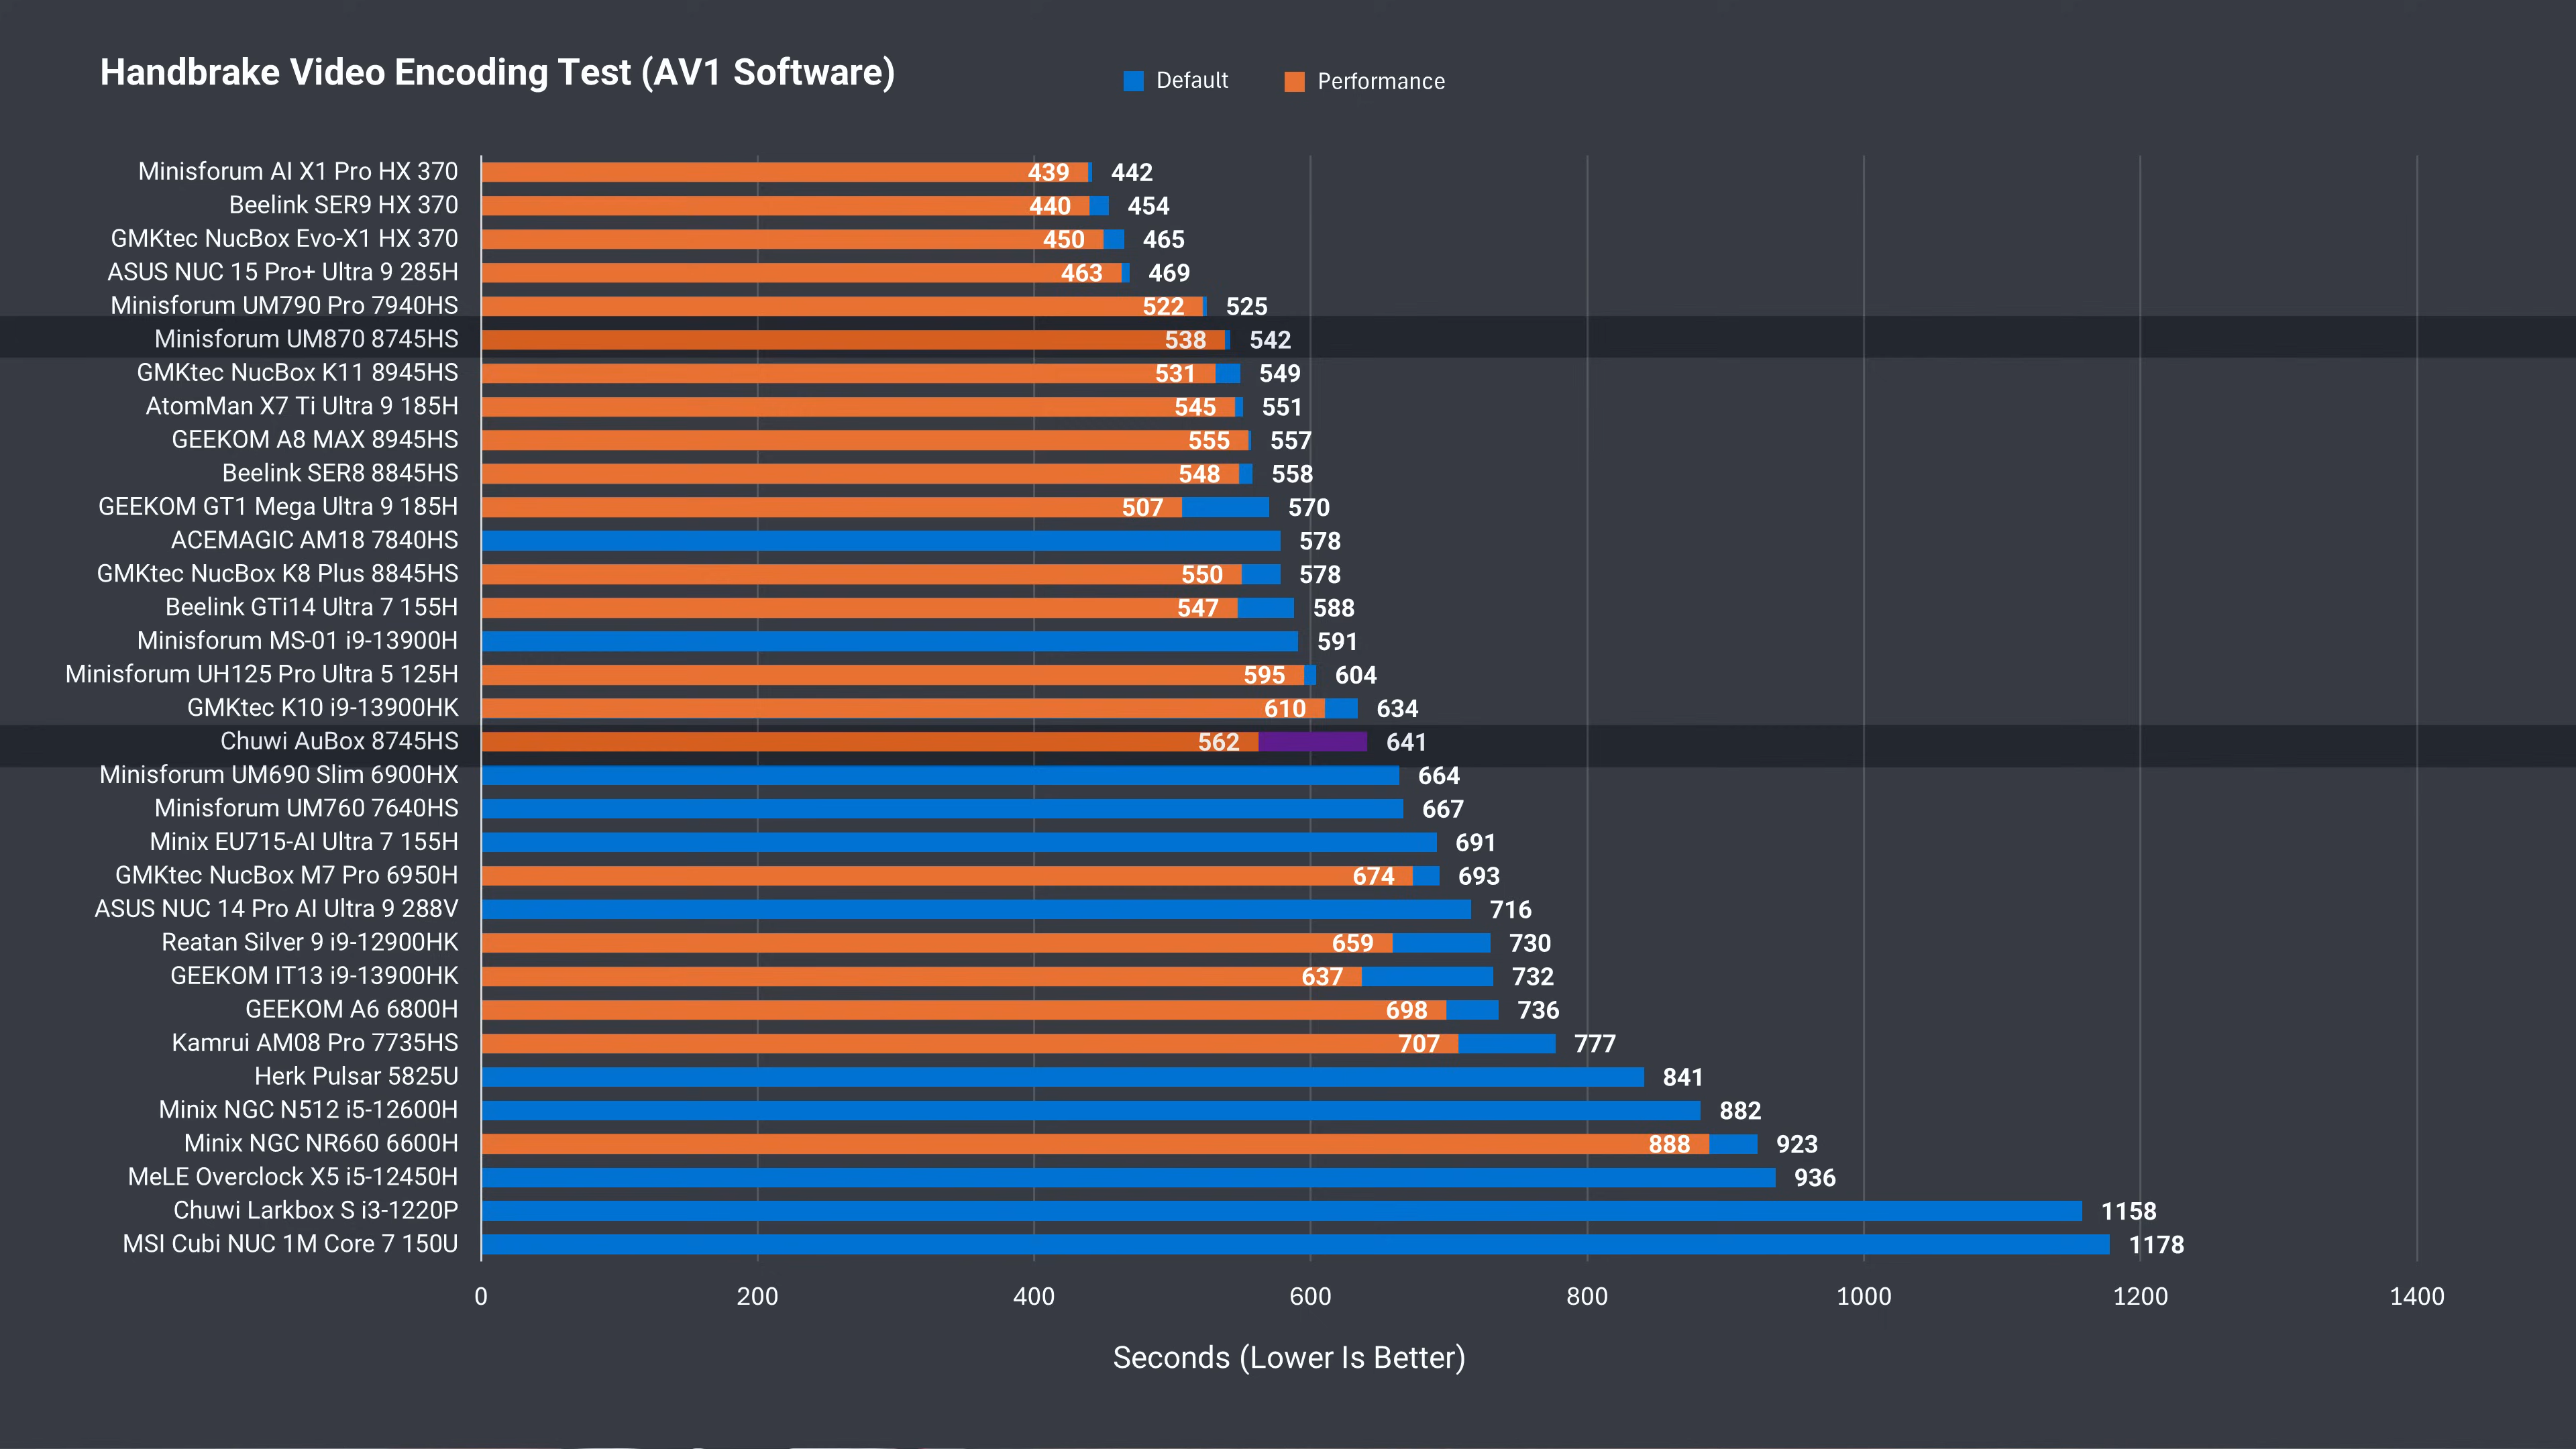 Handbrake Video Encoding Test (AV1 Software)
Default Performance
Minisforum AI X1 Pro HX 370 439 442
Beelink SER9 HX 370 440 454
GMKtec NucBox Evo-X1 HX 370 450 465
ASUS NUC 15 Pro+ Ultra 9 285H 463 469
Minisforum UM790 Pro 7940HS 522 525
Minisforum UM870 8745HS 538 542
GMKtec NucBox K11 8945HS 531 549
AtomMan X7 Ti Ultra 9 185H 545 551
GEEKOM A8 MAX 8945HS 555 557
Beelink SER8 8845HS 548 558
GEEKOM GT1 Mega Ultra 9 185H 507 570
ACEMAGIC AM18 7840HS 578
GMKtec NucBox K8 Plus 8845HS 550 578
Beelink GTi14 Ultra 7 155H 547 588
Minisforum MS-01 i9-13900H 591
Minisforum UH125 Pro Ultra 5 125H 595 604
GMKtec K10 i9-13900HK 610 634
Chuwi AuBox 8745HS 562 641
Minisforum UM690 Slim 6900HX 664
Minisforum UM760 7640HS 667
Minix EU715-AI Ultra 7 155H 691
GMKtec NucBox M7 Pro 6950H 674 693
ASUS NUC 14 Pro AI Ultra 9 288V 716
Reatan Silver 9 i9-12900HK 659 730
GEEKOM IT13 i9-13900HK 637 732
GEEKOM A6 6800H 698 736
Kamrui AM08 Pro 7735HS 707 777
Herk Pulsar 5825U 841
Minix NGC N512 i5-12600H 882
Minix NGC NR660 6600H 888 923
MeLE Overclock X5 i5-12450H 936
Chuwi Larkbox S i3-1220P 1158
MSI Cubi NUC 1M Core 7 150U 1178
0 200 400 600 800 1000 1200 1400
Seconds (Lower Is Better)